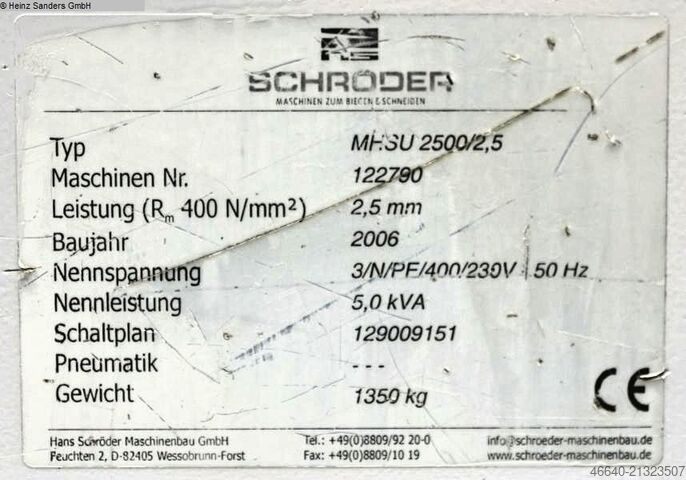 ® Heinz Sanders GmbH
SCHRÖDER
MASCHINEN ZUM BIEGEN & SCHNEIDEN
Typ MHSU 2500/2,5
Maschinen Nr. 122790
Leistung (Rm 400 N/mm²) 2,5 mm
Baujahr 2006
Nennspannung 3/N/PE/400/230V 50 Hz
Nennleistung 5,0 kVA
Schaltplan 129009151
Pneumatik ---
Gewicht 1350 kg
CE
Hans Schröder Maschinenbau GmbH Tel.: +49(0)8809/92 20-0 info@schroeder-maschinenbau.de
Feuchten 2, D-82405 Wessobrunn-Forst Fax: +49(0)8809/10 19 www.schroeder-maschinenbau.de
46640-21323507